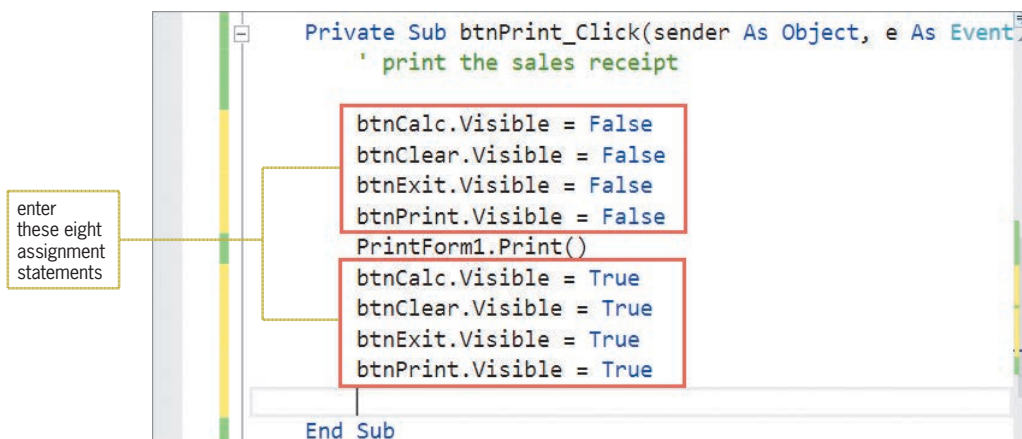 Private Sub btnPrint_Click(sender As Object, e As Event
' print the sales receipt
btnCalc.Visible = False
btnClear.Visible = False
btnExit.Visible = False
btnPrint.Visible = False
PrintForm1.Print()
btnCalc.Visible = True
btnClear.Visible = True
btnExit.Visible = True
btnPrint.Visible = True
End Sub
enter
these eight
assignment
statements